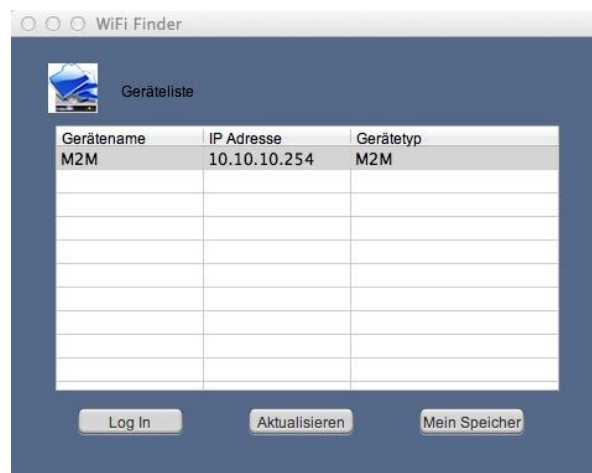 WiFi Finder
Geräteliste
Gerätename IP Adresse Gerätetyp
M2M 10.10.10.254 M2M
Log In Aktualisieren Mein Speicher